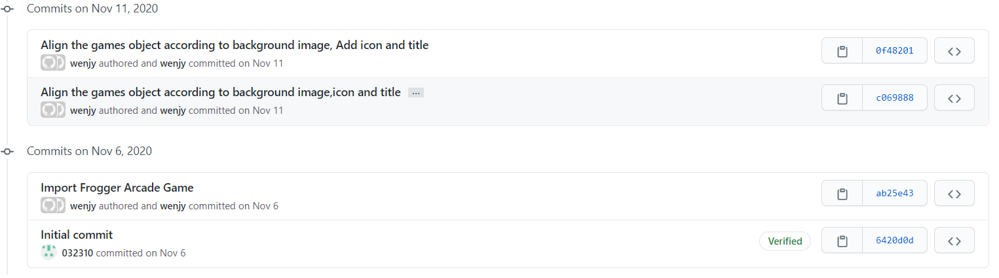 Commits on Nov 11, 2020
Align the games object according to background image, Add icon and title
wenjy authored and wenjy committed on Nov 11
0f48201
Align the games object according to background image,icon and title ...
wenjy authored and wenjy committed on Nov 11
c069888
Commits on Nov 6, 2020
Import Frogger Arcade Game
wenjy authored and wenjy committed on Nov 6
ab25e43
Initial commit
032310 committed on Nov 6
Verified
6420d0d